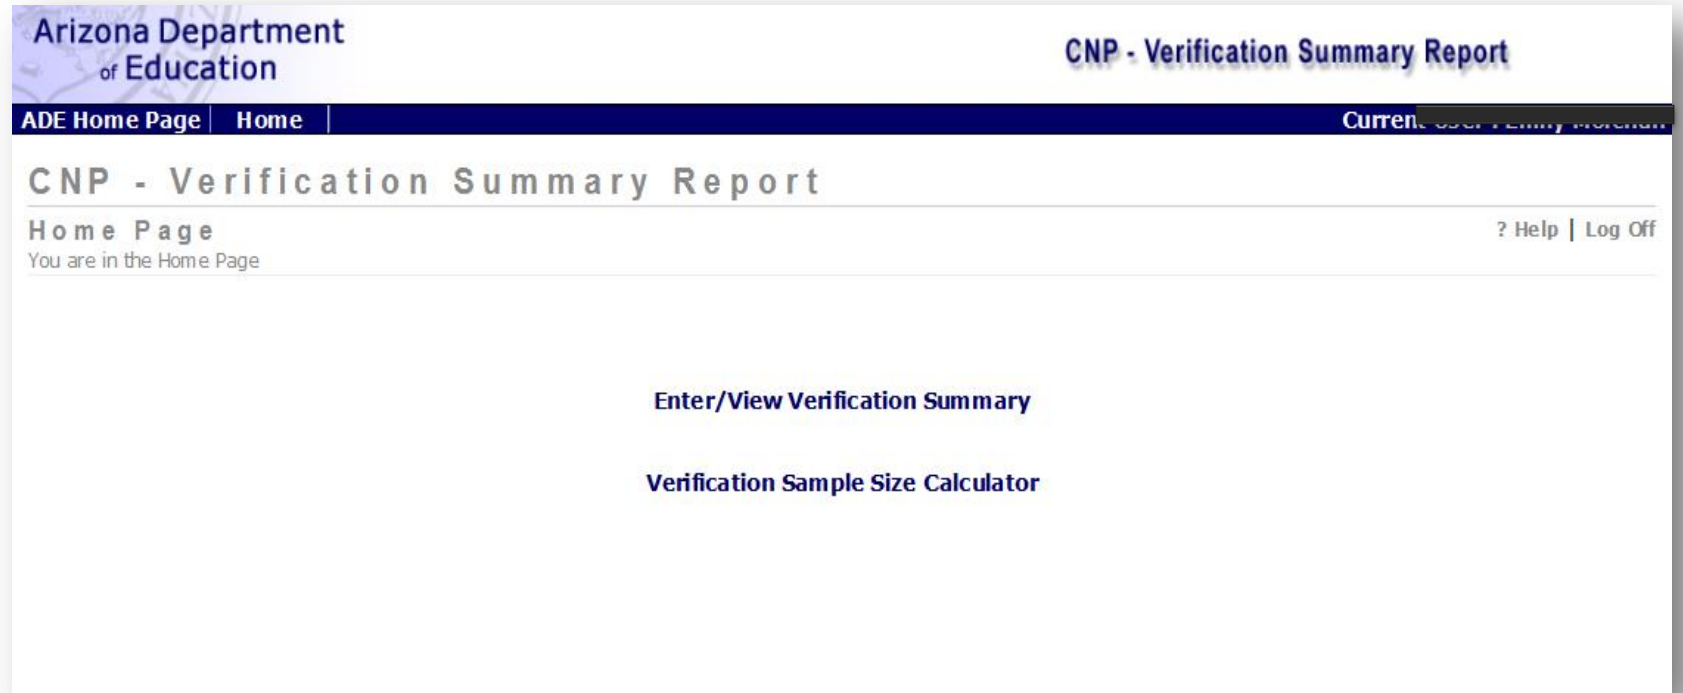 Arizona Department
of Education
CNP - Verification Summary Report
ADE Home Page | Home |
CNP - Verification Summary Report
Home Page
? Help | Log Off
You are in the Home Page
Enter/View Verification Summary
Verification Sample Size Calculator